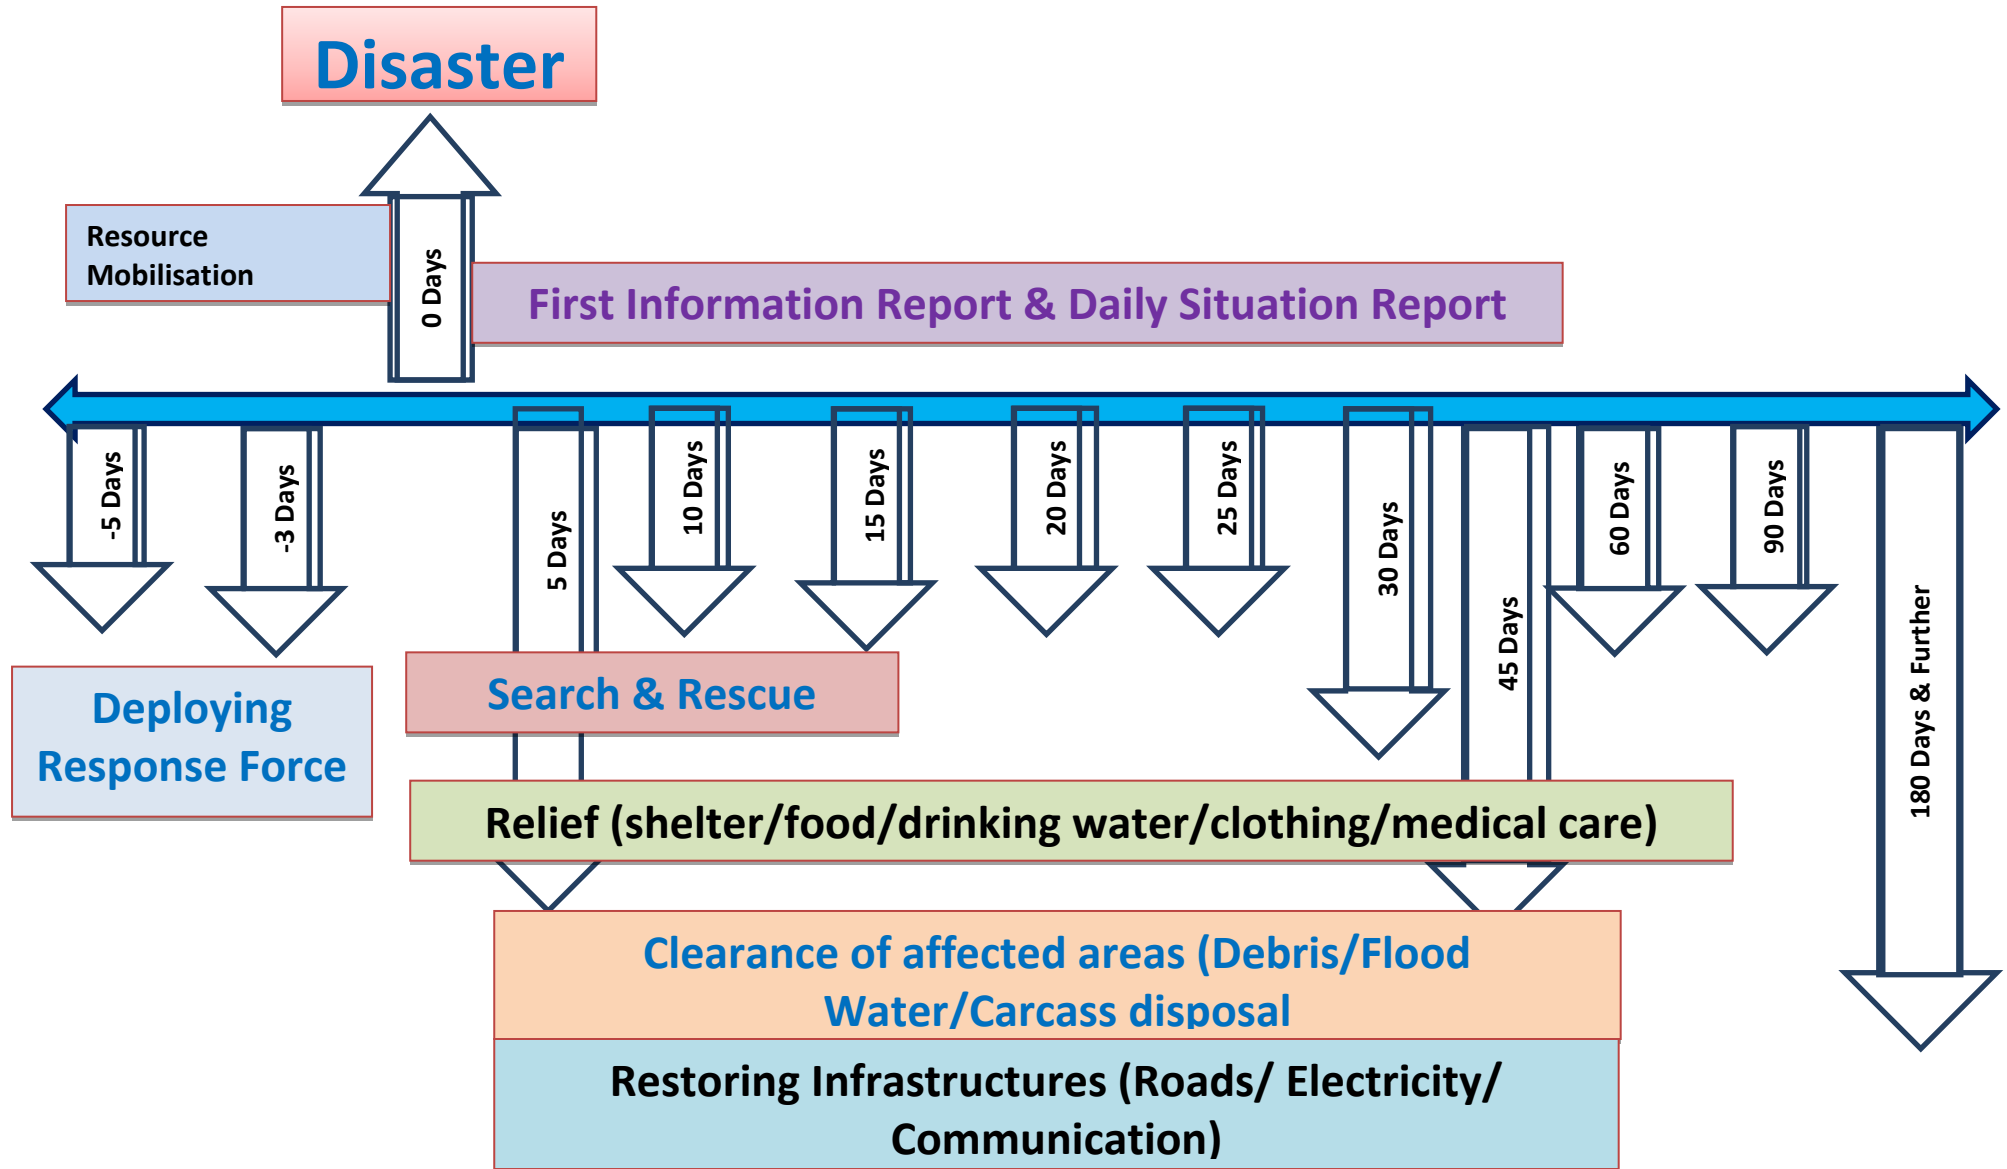 Disaster
Resource
Mobilisation
0 Days
First Information Report & Daily Situation Report
-5 Days
-3 Days
5 Days
10 Days
15 Days
20 Days
25 Days
30 Days
45 Days
60 Days
90 Days
180 Days & Further
Deploying
Response Force
Search & Rescue
Relief (shelter/food/drinking water/clothing/medical care)
Clearance of affected areas (Debris/Flood
Water/Carcass disposal
Restoring Infrastructures (Roads/ Electricity/
Communication)